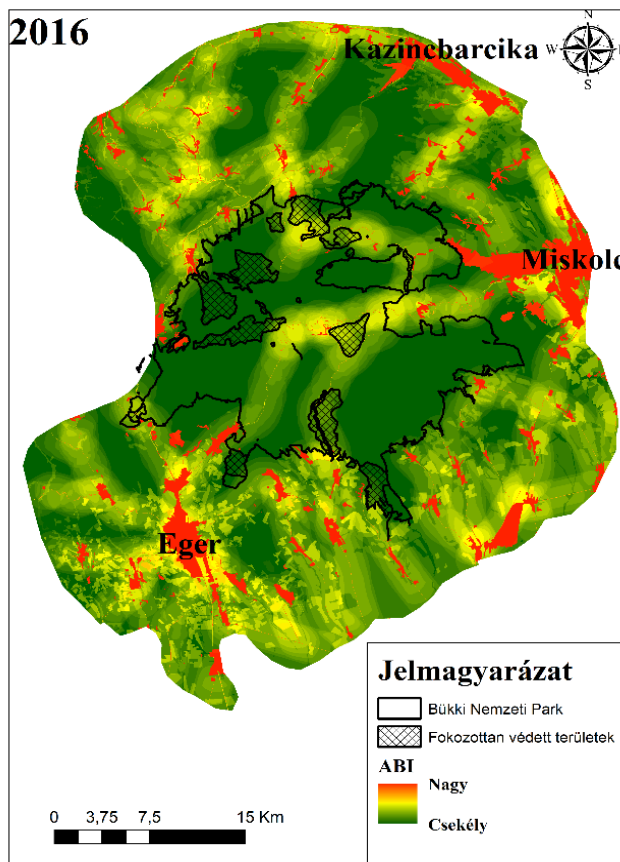 2016
Kazincbarcika
N
W
S
Miskolc
Eger
Jelmagyarázat
Bükki Nemzeti Park
Fokozottan védett területek
ABI
Nagy
Csekély
0 3,75 7,5 15 Km